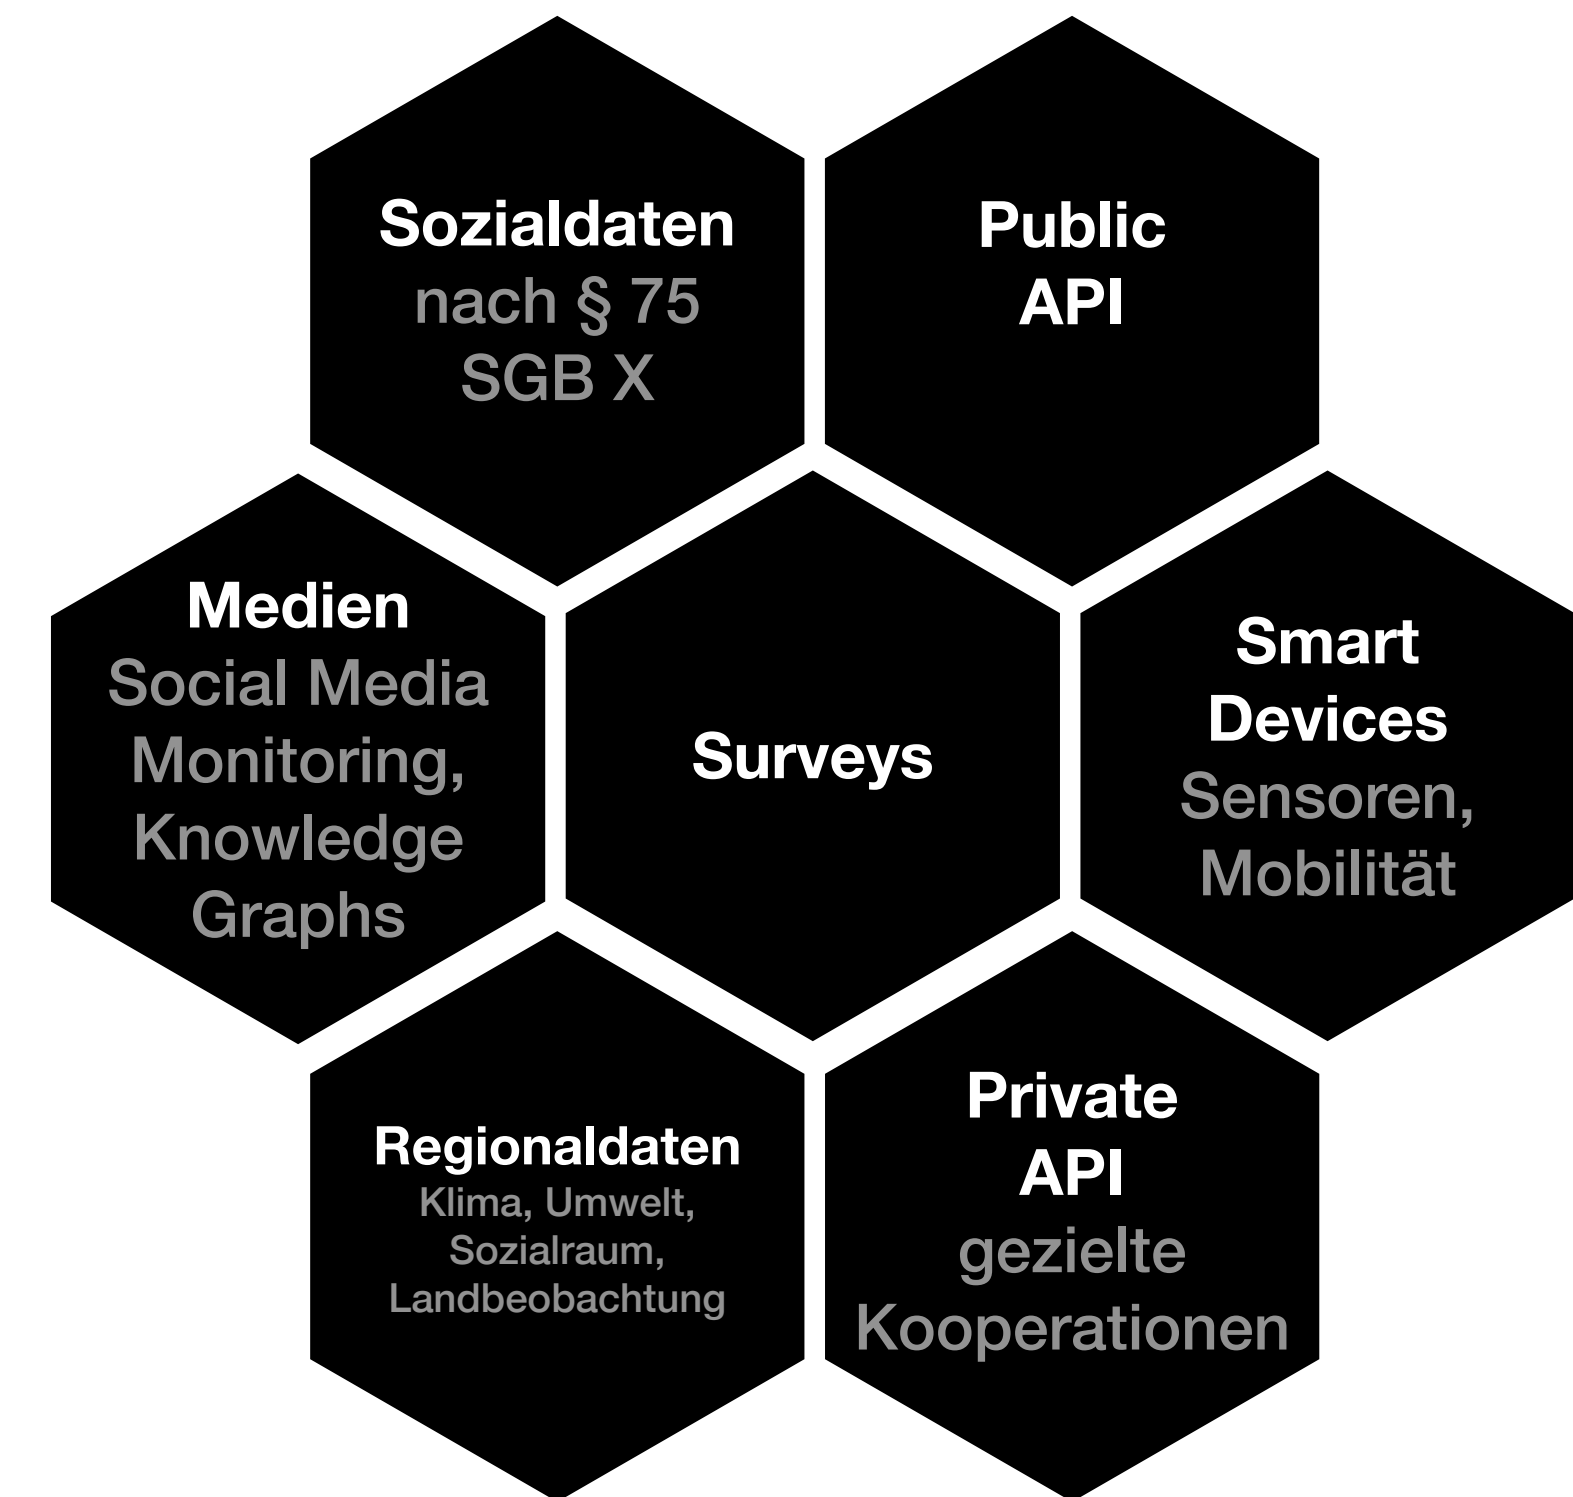 Sozialdaten
nach § 75
SGB X
Public
API
Medien
Social Media
Monitoring,
Knowledge
Graphs
Surveys
Smart
Devices
Sensoren,
Mobilität
Regionaldaten
Klima, Umwelt,
Sozialraum,
Landbeobachtung
Private
API
gezielte
Kooperationen